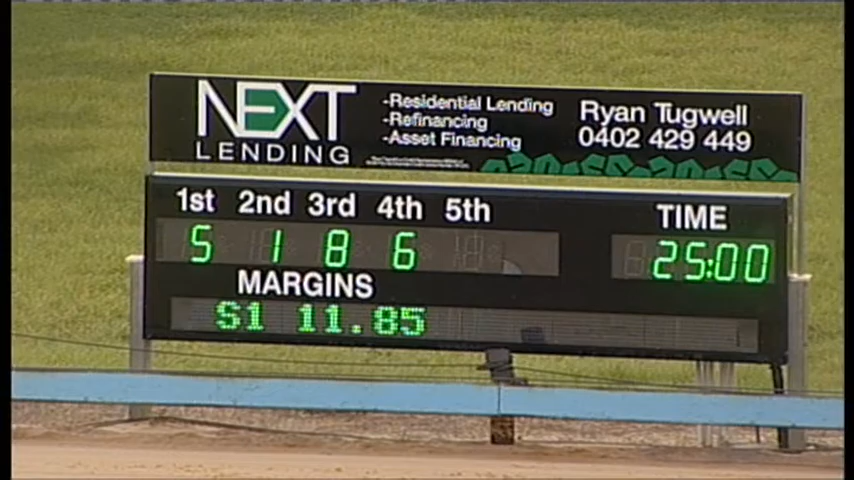 NEXT
LENDING
-Residential Lending
-Refinancing
-Asset Financing
Ryan Tugwell
0402 429 449
1st 2nd 3rd 4th 5th TIME
5 1 8 6 25:00
MARGINS
S1 11.85